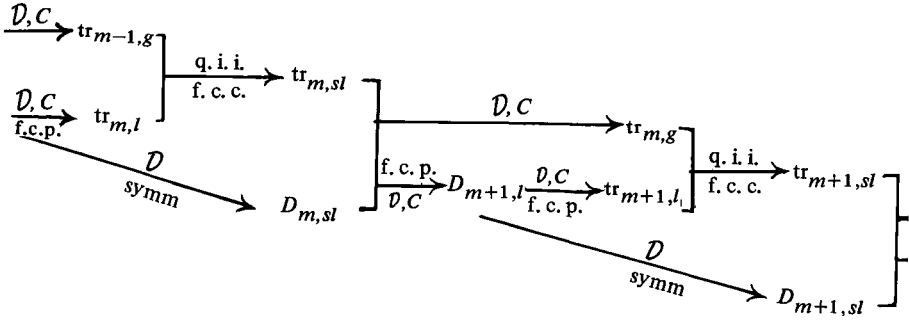 𝒟, C tr_{m−1,g}
q. i. i. tr_{m,sl}
f. c. c.
𝒟, C tr_{m,l}
f.c.p.
𝒟
symm
D_{m,sl}
𝒟, C tr_{m,g}
f. c. p. D_{m+1,l} 𝒟, C tr_{m+1,l}
𝒟, C f. c. p.
q. i. i. tr_{m+1,sl}
f. c. c.
𝒟
symm
D_{m+1,sl}